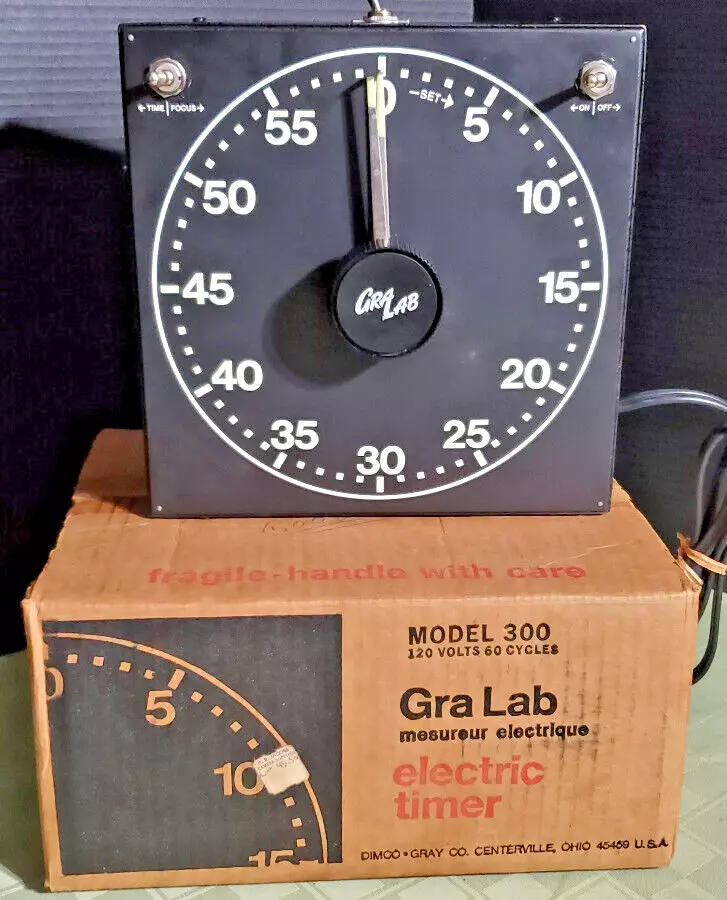 ←TIME|FOCUS→
←ON|OFF→
0
—SET→
5
10
15
20
25
30
35
40
45
50
55
GRALAB
fragile-handle with care
MODEL 300
120 VOLTS 60 CYCLES
Gra Lab
mesureur electrique
electric
timer
DIMCO•GRAY CO. CENTERVILLE, OHIO 45459 U.S.A.
0
5
10
15